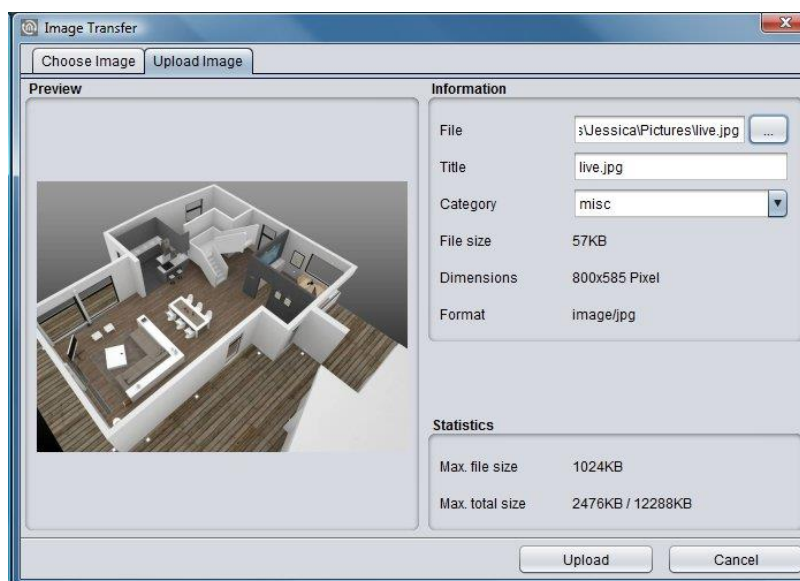 Image Transfer
Choose Image
Upload Image
Preview
Information
File
s\Jessica\Pictures\live.jpg
...
Title
live.jpg
Category
misc
File size
57KB
Dimensions
800x585 Pixel
Format
image/jpg
Statistics
Max. file size
1024KB
Max. total size
2476KB / 12288KB
Upload
Cancel